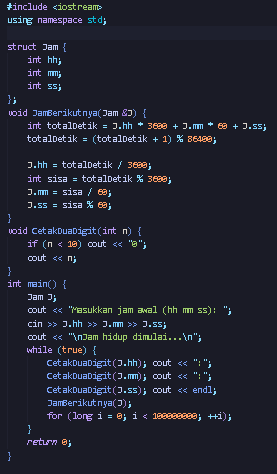 #include <iostream>
using namespace std;

struct Jam {
    int hh;
    int mm;
    int ss;
};
void JamBerikutnya(Jam &J) {
    int totalDetik = J.hh * 3600 + J.mm * 60 + J.ss;
    totalDetik = (totalDetik + 1) % 86400;

    J.hh = totalDetik / 3600;
    int sisa = totalDetik % 3600;
    J.mm = sisa / 60;
    J.ss = sisa % 60;
}
void CetakDuaDigit(int n) {
    if (n < 10) cout << "0";
    cout << n;
}
int main() {
    Jam J;
    cout << "Masukkan jam awal (hh mm ss): ";
    cin >> J.hh >> J.mm >> J.ss;
    cout << "\nJam hidup dimulai...\n";
    while (true) {
        CetakDuaDigit(J.hh); cout << ":";
        CetakDuaDigit(J.mm); cout << ":";
        CetakDuaDigit(J.ss); cout << endl;
        JamBerikutnya(J);
        for (long i = 0; i < 100000000; ++i);
    }
    return 0;
}